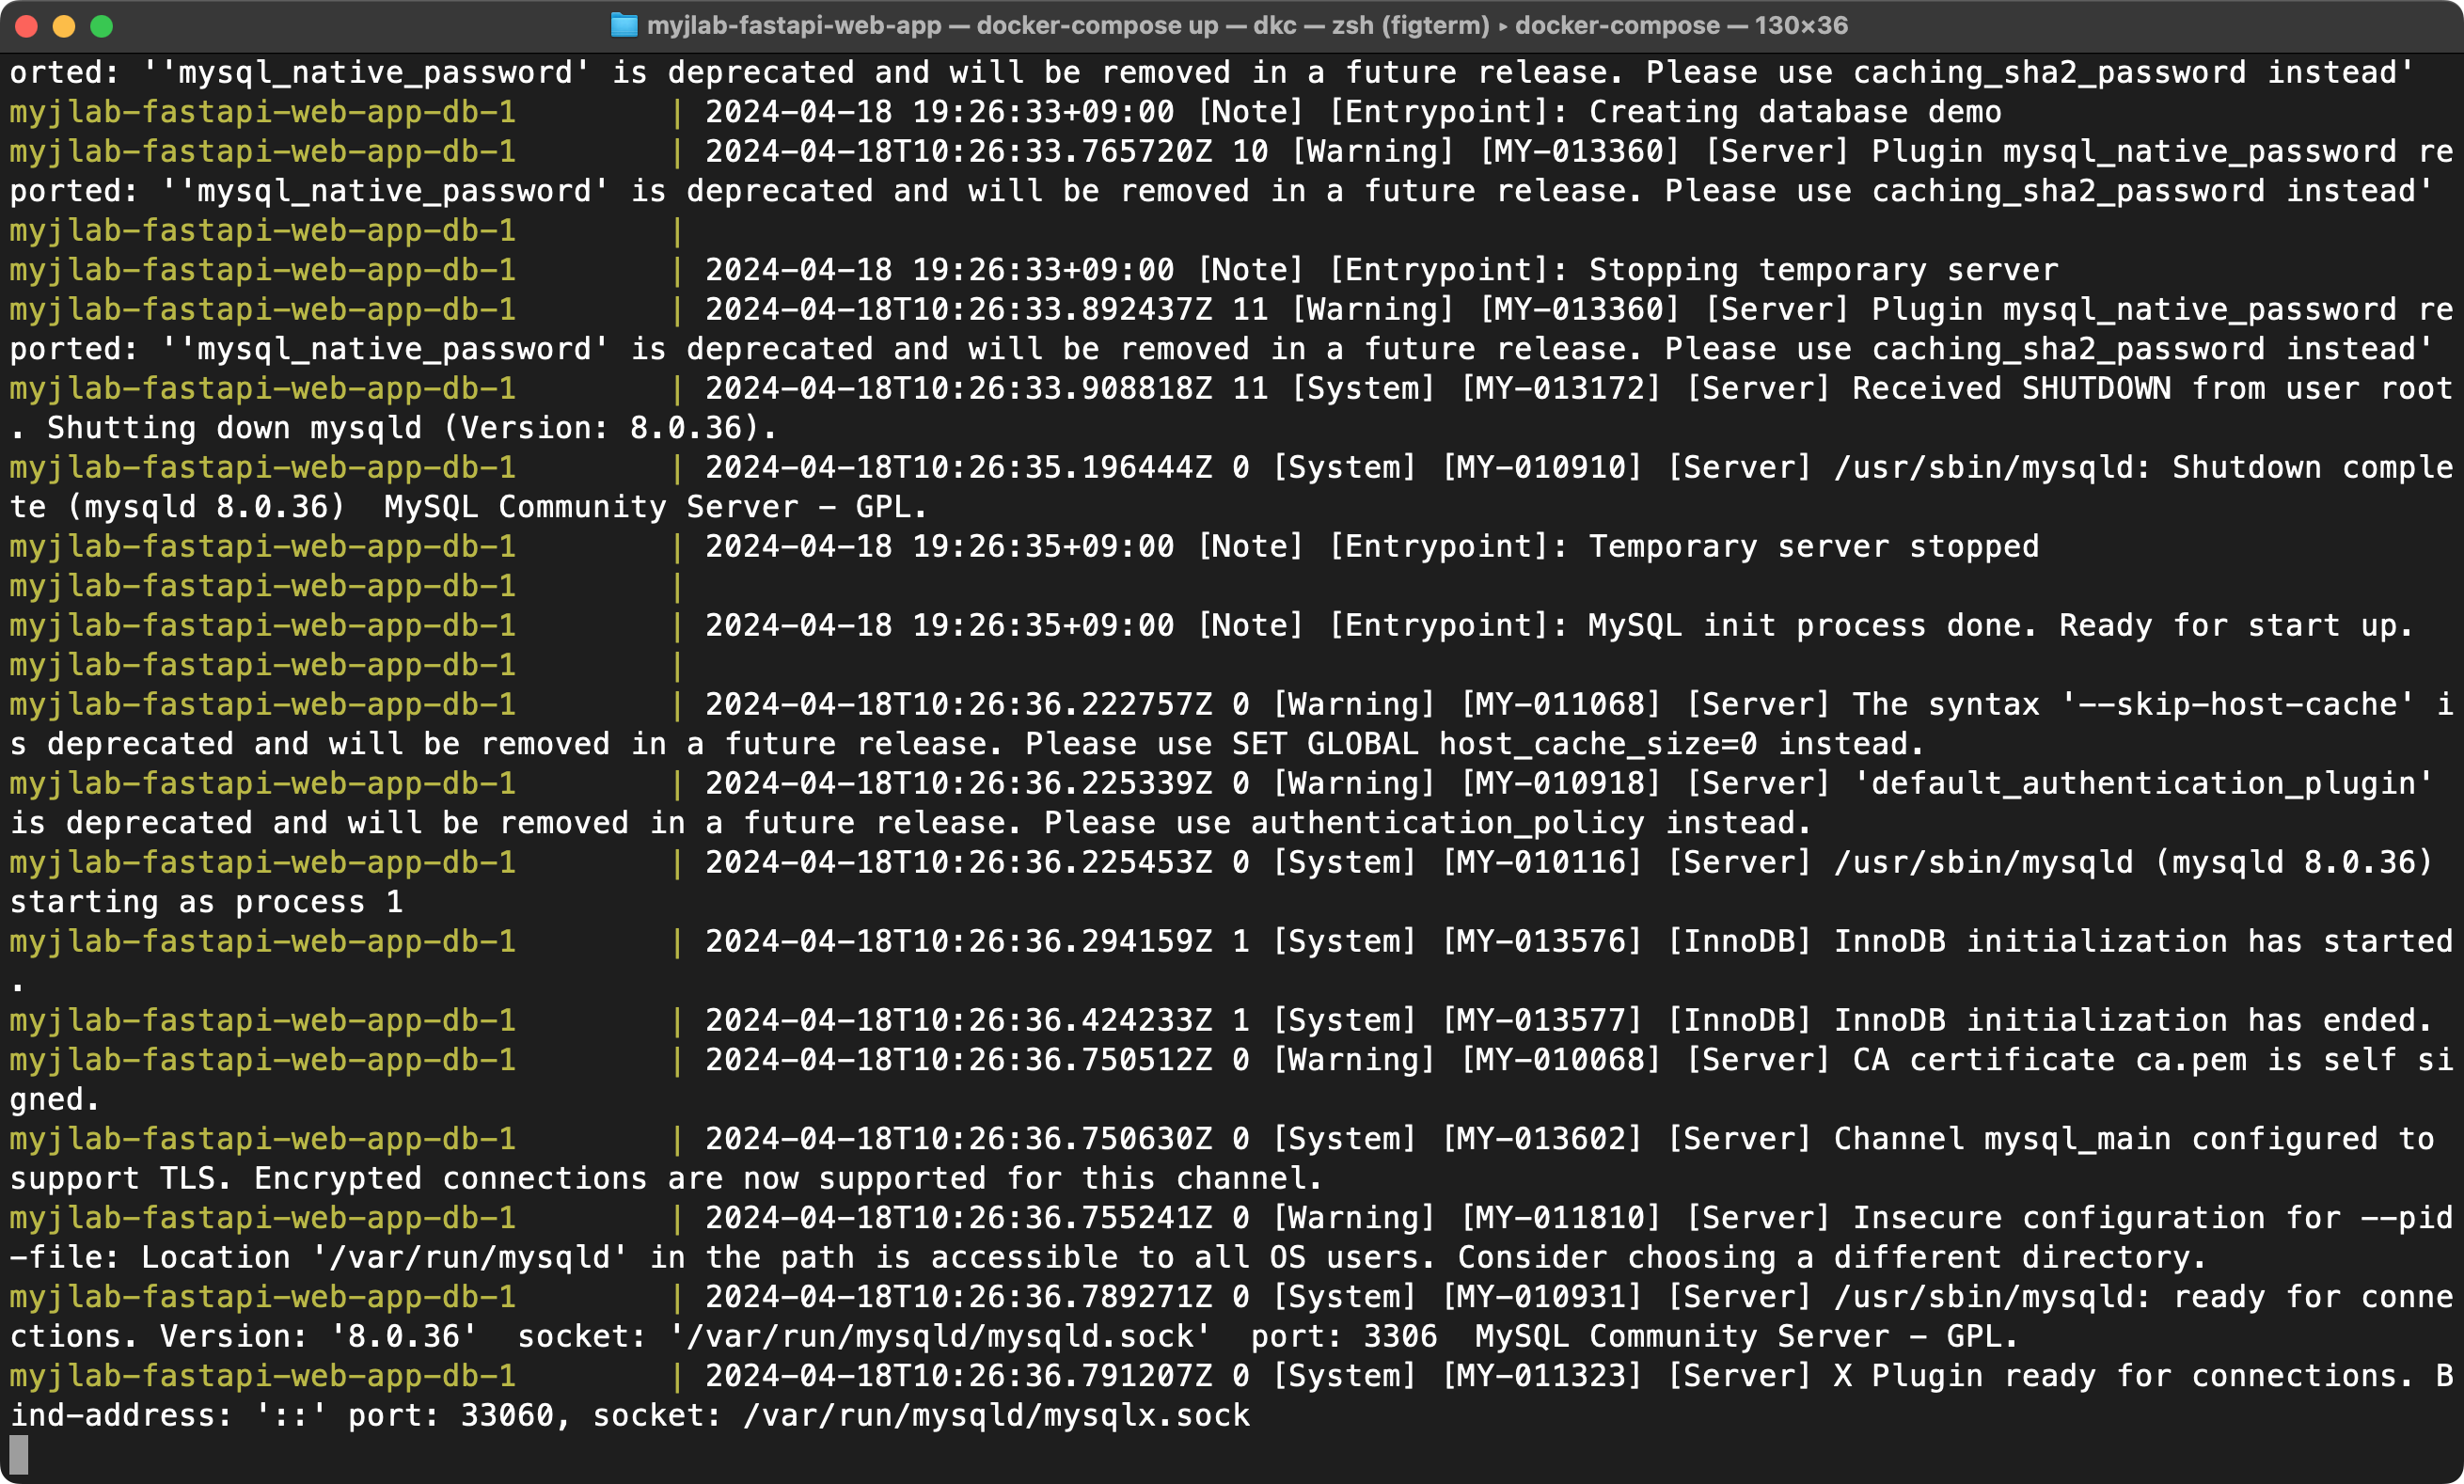 myjlab-fastapi-web-app — docker-compose up — dkc — zsh (figterm) ▸ docker-compose — 130×36
orted: ''mysql_native_password' is deprecated and will be removed in a future release. Please use caching_sha2_password instead'
myjlab-fastapi-web-app-db-1        | 2024-04-18 19:26:33+09:00 [Note] [Entrypoint]: Creating database demo
myjlab-fastapi-web-app-db-1        | 2024-04-18T10:26:33.765720Z 10 [Warning] [MY-013360] [Server] Plugin mysql_native_password re
ported: ''mysql_native_password' is deprecated and will be removed in a future release. Please use caching_sha2_password instead'
myjlab-fastapi-web-app-db-1        |
myjlab-fastapi-web-app-db-1        | 2024-04-18 19:26:33+09:00 [Note] [Entrypoint]: Stopping temporary server
myjlab-fastapi-web-app-db-1        | 2024-04-18T10:26:33.892437Z 11 [Warning] [MY-013360] [Server] Plugin mysql_native_password re
ported: ''mysql_native_password' is deprecated and will be removed in a future release. Please use caching_sha2_password instead'
myjlab-fastapi-web-app-db-1        | 2024-04-18T10:26:33.908818Z 11 [System] [MY-013172] [Server] Received SHUTDOWN from user root
. Shutting down mysqld (Version: 8.0.36).
myjlab-fastapi-web-app-db-1        | 2024-04-18T10:26:35.196444Z 0 [System] [MY-010910] [Server] /usr/sbin/mysqld: Shutdown comple
te (mysqld 8.0.36)  MySQL Community Server - GPL.
myjlab-fastapi-web-app-db-1        | 2024-04-18 19:26:35+09:00 [Note] [Entrypoint]: Temporary server stopped
myjlab-fastapi-web-app-db-1        |
myjlab-fastapi-web-app-db-1        | 2024-04-18 19:26:35+09:00 [Note] [Entrypoint]: MySQL init process done. Ready for start up.
myjlab-fastapi-web-app-db-1        |
myjlab-fastapi-web-app-db-1        | 2024-04-18T10:26:36.222757Z 0 [Warning] [MY-011068] [Server] The syntax '--skip-host-cache' i
s deprecated and will be removed in a future release. Please use SET GLOBAL host_cache_size=0 instead.
myjlab-fastapi-web-app-db-1        | 2024-04-18T10:26:36.225339Z 0 [Warning] [MY-010918] [Server] 'default_authentication_plugin'
is deprecated and will be removed in a future release. Please use authentication_policy instead.
myjlab-fastapi-web-app-db-1        | 2024-04-18T10:26:36.225453Z 0 [System] [MY-010116] [Server] /usr/sbin/mysqld (mysqld 8.0.36)
starting as process 1
myjlab-fastapi-web-app-db-1        | 2024-04-18T10:26:36.294159Z 1 [System] [MY-013576] [InnoDB] InnoDB initialization has started
.
myjlab-fastapi-web-app-db-1        | 2024-04-18T10:26:36.424233Z 1 [System] [MY-013577] [InnoDB] InnoDB initialization has ended.
myjlab-fastapi-web-app-db-1        | 2024-04-18T10:26:36.750512Z 0 [Warning] [MY-010068] [Server] CA certificate ca.pem is self si
gned.
myjlab-fastapi-web-app-db-1        | 2024-04-18T10:26:36.750630Z 0 [System] [MY-013602] [Server] Channel mysql_main configured to
support TLS. Encrypted connections are now supported for this channel.
myjlab-fastapi-web-app-db-1        | 2024-04-18T10:26:36.755241Z 0 [Warning] [MY-011810] [Server] Insecure configuration for --pid
-file: Location '/var/run/mysqld' in the path is accessible to all OS users. Consider choosing a different directory.
myjlab-fastapi-web-app-db-1        | 2024-04-18T10:26:36.789271Z 0 [System] [MY-010931] [Server] /usr/sbin/mysqld: ready for conne
ctions. Version: '8.0.36'  socket: '/var/run/mysqld/mysqld.sock'  port: 3306  MySQL Community Server - GPL.
myjlab-fastapi-web-app-db-1        | 2024-04-18T10:26:36.791207Z 0 [System] [MY-011323] [Server] X Plugin ready for connections. B
ind-address: '::' port: 33060, socket: /var/run/mysqld/mysqlx.sock